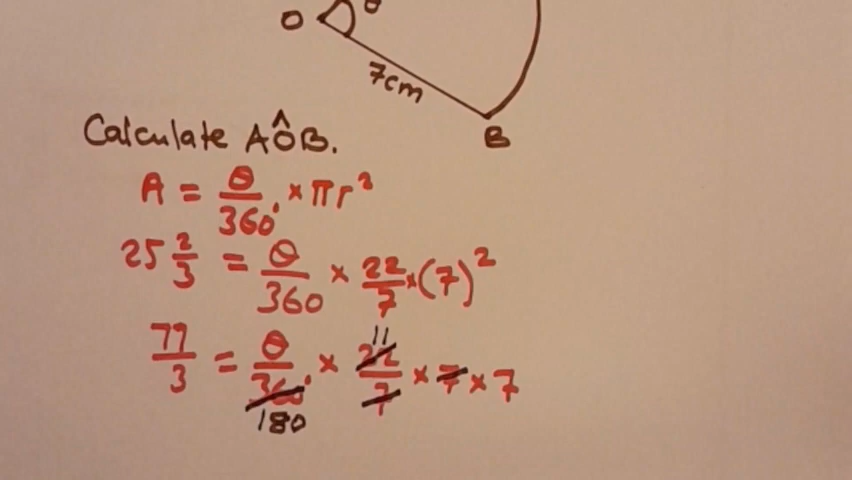 O θ
7cm
B
Calculate AÔB.
A = θ/360° × πr²
25 2/3 = θ/360 × 22/7 × (7)²
77/3 = θ/360° × 22/7 × 7 × 7
11
180